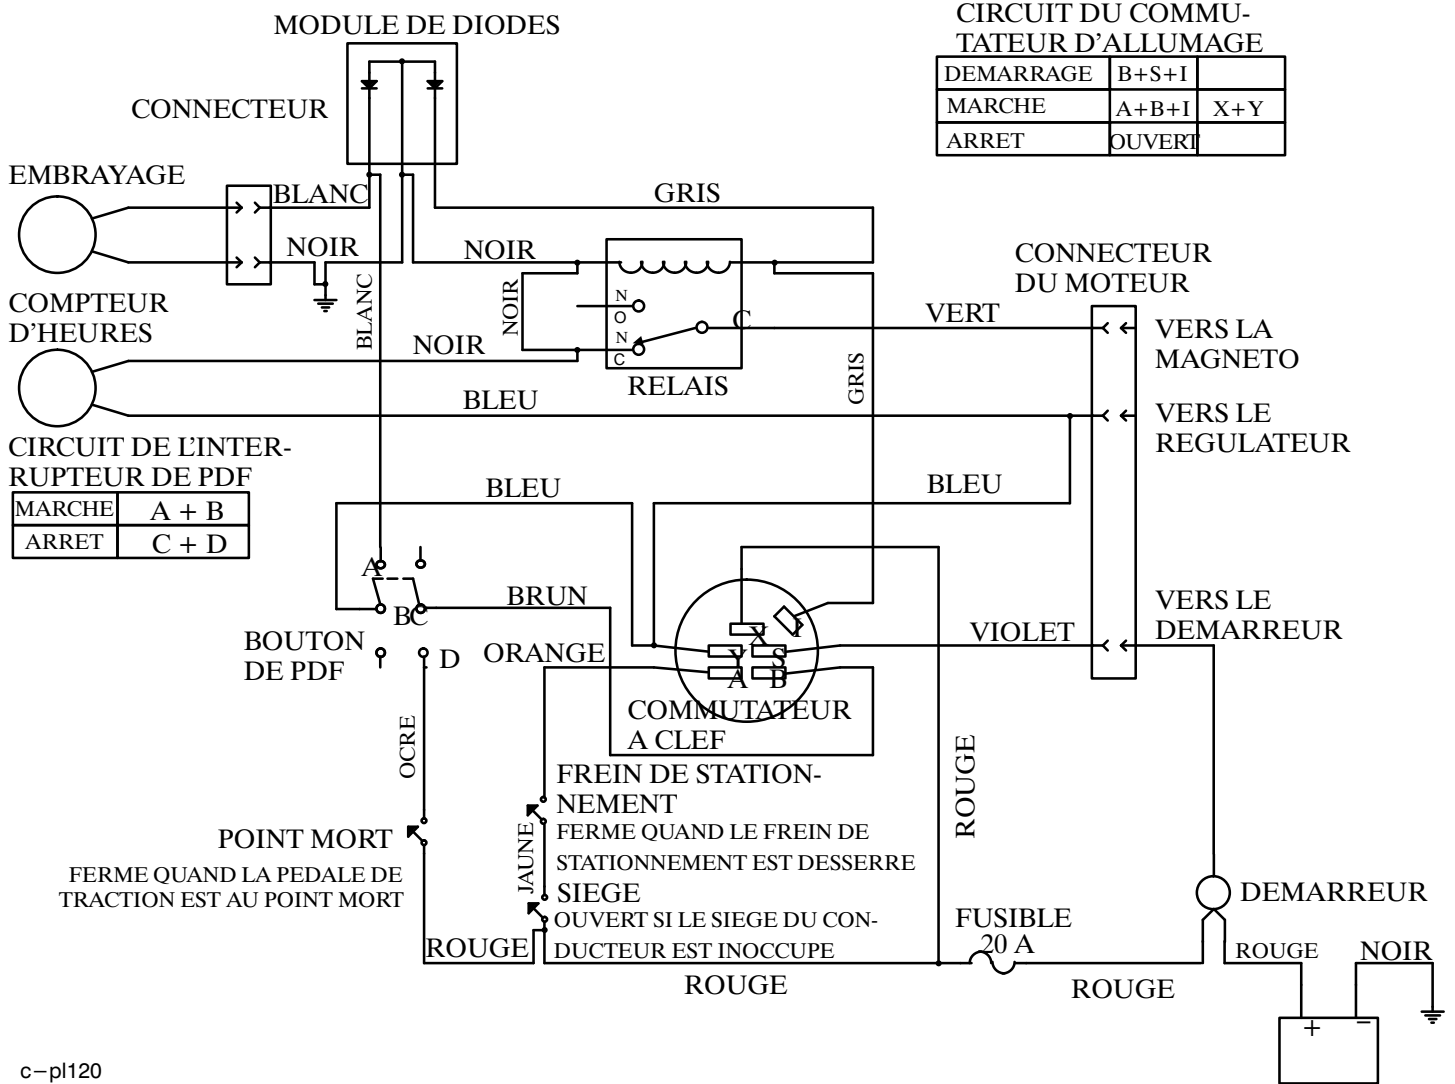 MODULE DE DIODES
CIRCUIT DU COMMU-
TATEUR D'ALLUMAGE
DEMARRAGE B+S+I
MARCHE A+B+I X+Y
ARRET OUVERT
CONNECTEUR
EMBRAYAGE
BLANC
GRIS
NOIR
NOIR
CONNECTEUR
DU MOTEUR
COMPTEUR
D'HEURES
BLANC
NOIR
N
O
N
C
C
VERT
VERS LA
MAGNETO
NOIR
RELAIS
GRIS
BLEU
VERS LE
REGULATEUR
CIRCUIT DE L'INTER-
RUPTEUR DE PDF
MARCHE A + B
ARRET C + D
BLEU
BLEU
A
BC
BRUN
VERS LE
DEMARREUR
BOUTON
DE PDF
D
ORANGE
X
I
Y
S
A
B
VIOLET
COMMUTATEUR
A CLEF
OCRE
ROUGE
FREIN DE STATION-
NEMENT
FERME QUAND LE FREIN DE
STATIONNEMENT EST DESSERRE
POINT MORT
FERME QUAND LA PEDALE DE
TRACTION EST AU POINT MORT
JAUNE
SIEGE
OUVERT SI LE SIEGE DU CON-
DUCTEUR EST INOCCUPE
DEMARREUR
FUSIBLE
20 A
ROUGE
ROUGE
ROUGE
ROUGE
NOIR
+
−
c−pl120